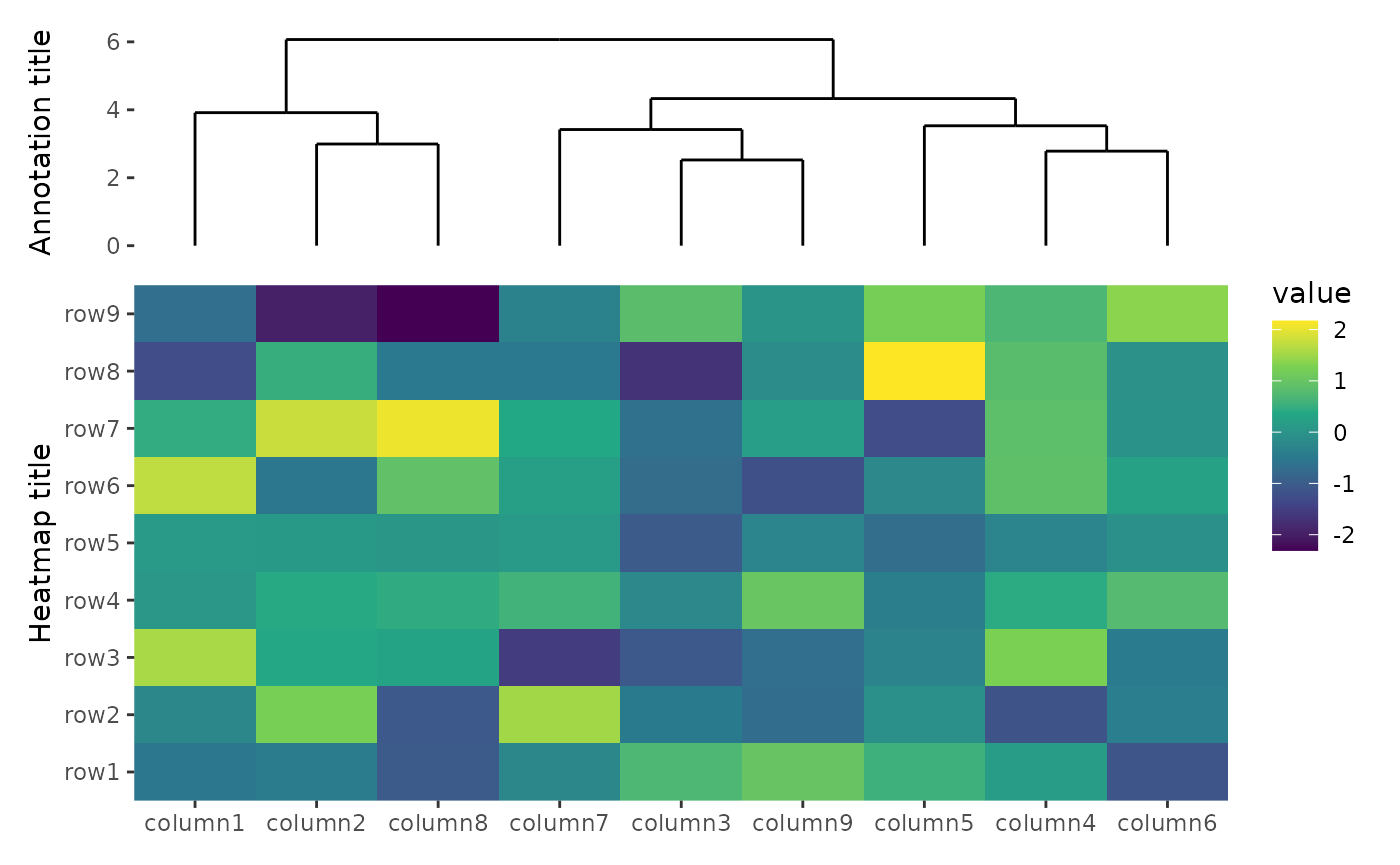 Annotation title
6
4
2
0
Heatmap title
row9
row8
row7
row6
row5
row4
row3
row2
row1
column1 column2 column8 column7 column3 column9 column5 column4 column6
value
2
1
0
-1
-2